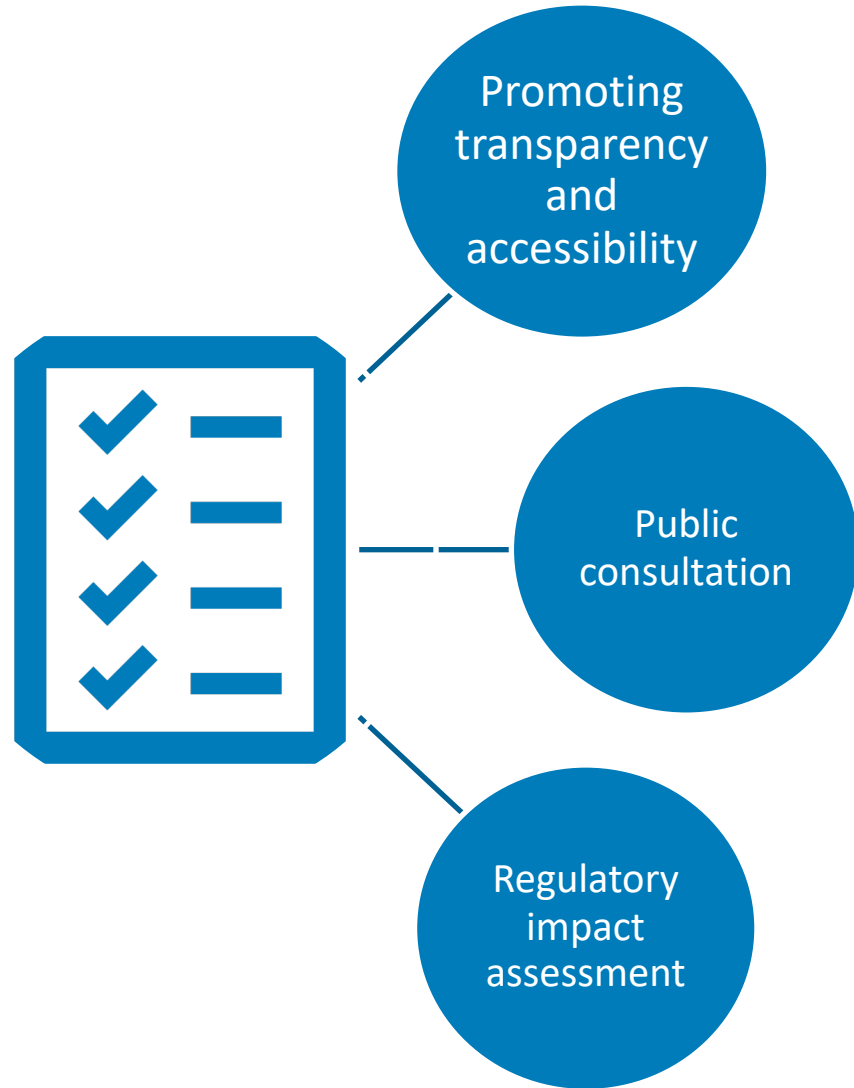 Promoting
transparency
and
accessibility
Public
consultation
Regulatory
impact
assessment